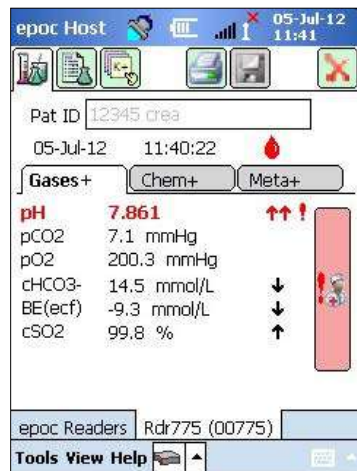 epoc Host 05-Jul-12 11:41
Pat ID 12345 crea
05-Jul-12 11:40:22
Gases+ Chem+ Meta+
pH 7.861 ↑↑ !
pCO2 7.1 mmHg
pO2 200.3 mmHg
cHCO3- 14.5 mmol/L ↓
BE(ecf) -9.3 mmol/L ↓
cSO2 99.8 % ↑
epoc Readers Rdr775 (00775)
Tools View Help